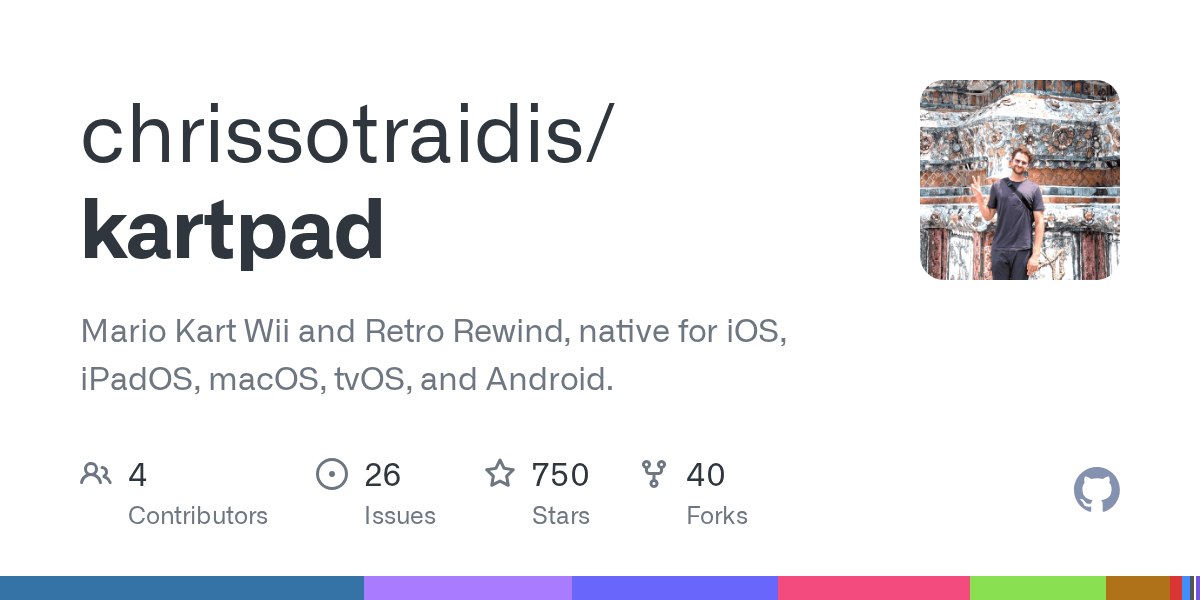 chrissotraidis/
kartpad
Mario Kart Wii and Retro Rewind, native for iOS,
iPadOS, macOS, tvOS, and Android.
4
Contributors
26
Issues
750
Stars
40
Forks